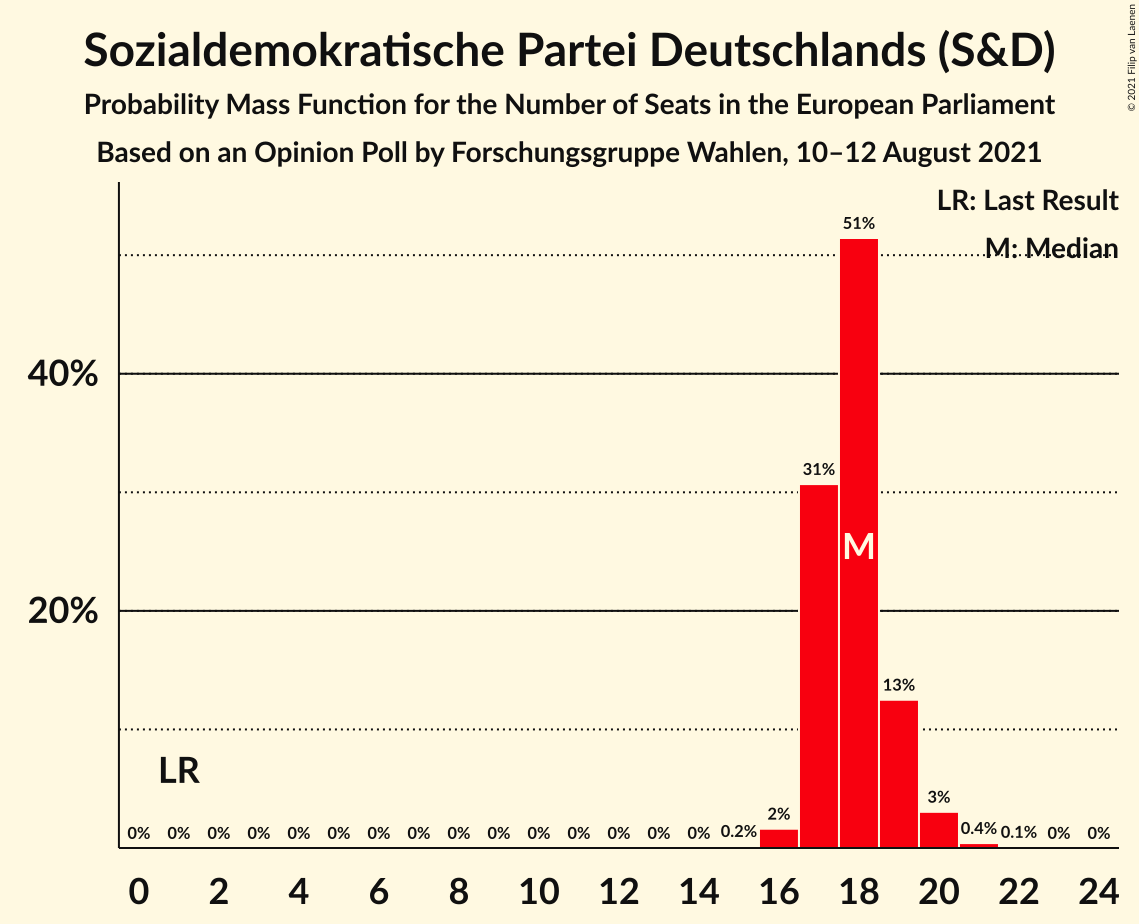 Sozialdemokratische Partei Deutschlands (S&D)
Probability Mass Function for the Number of Seats in the European Parliament
Based on an Opinion Poll by Forschungsgruppe Wahlen, 10–12 August 2021
© 2021 Filip van Laenen
LR: Last Result
M: Median
51%
40%
31%
M
20%
13%
LR
0% 0% 0% 0% 0% 0% 0% 0% 0% 0% 0% 0% 0% 0% 0% 0.2% 2% 3% 0.4% 0.1% 0% 0%
0 2 4 6 8 10 12 14 16 18 20 22 24